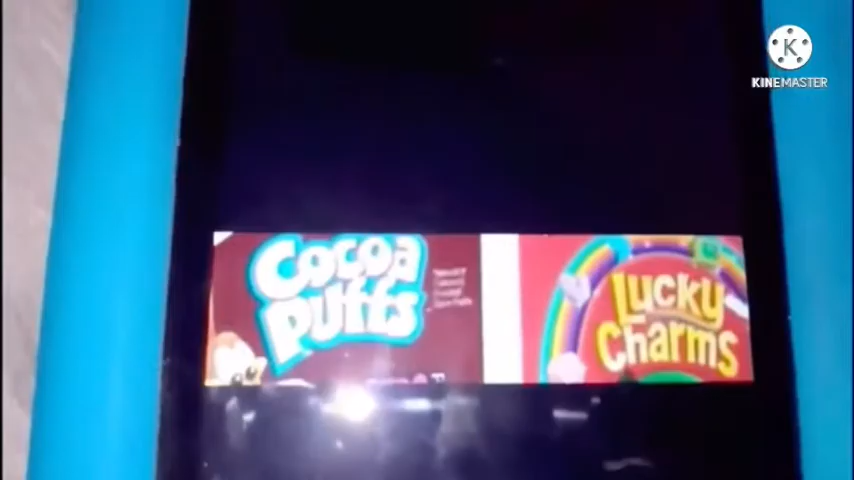 K
KINEMASTER
Cocoa
Puffs
Lucky
Charms